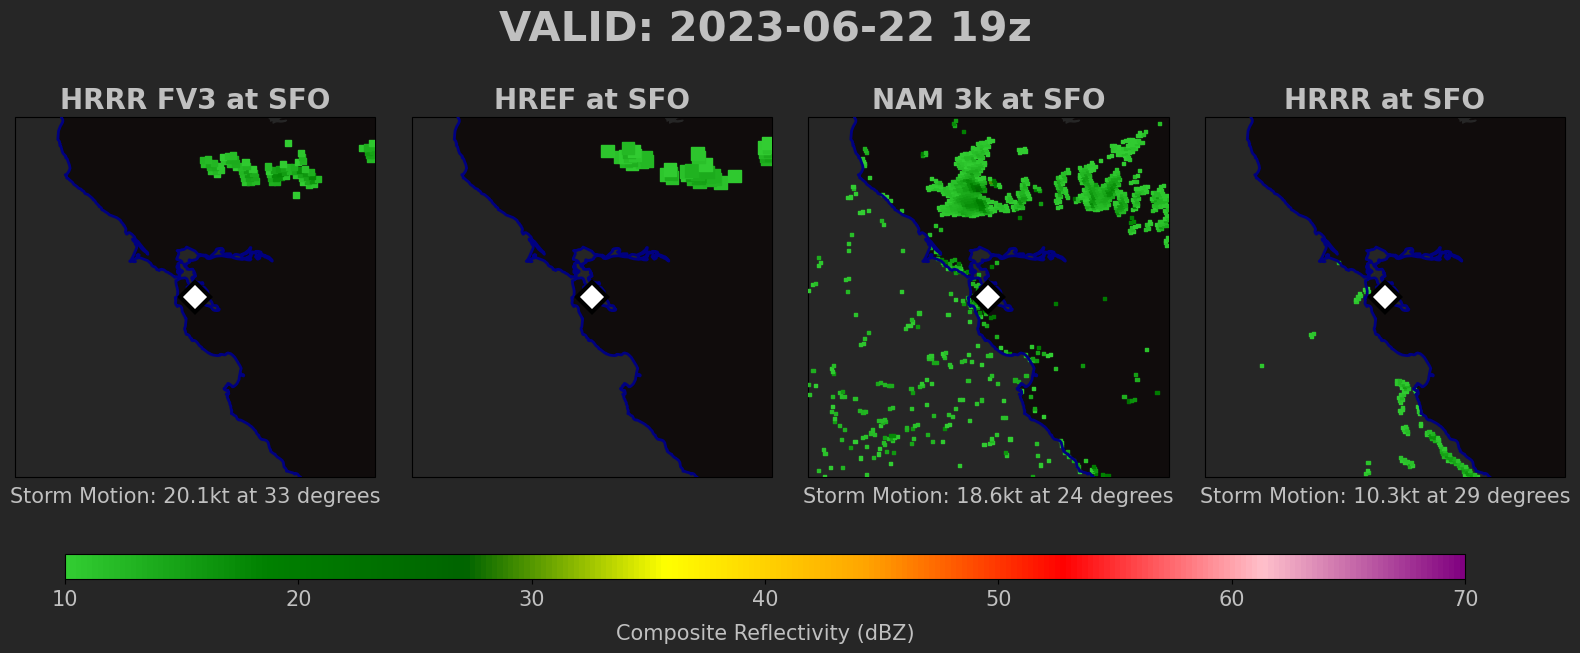 VALID: 2023-06-22 19z
HRRR FV3 at SFO
HREF at SFO
NAM 3k at SFO
HRRR at SFO
Storm Motion: 20.1kt at 33 degrees
Storm Motion: 18.6kt at 24 degrees
Storm Motion: 10.3kt at 29 degrees
10 20 30 40 50 60 70
Composite Reflectivity (dBZ)